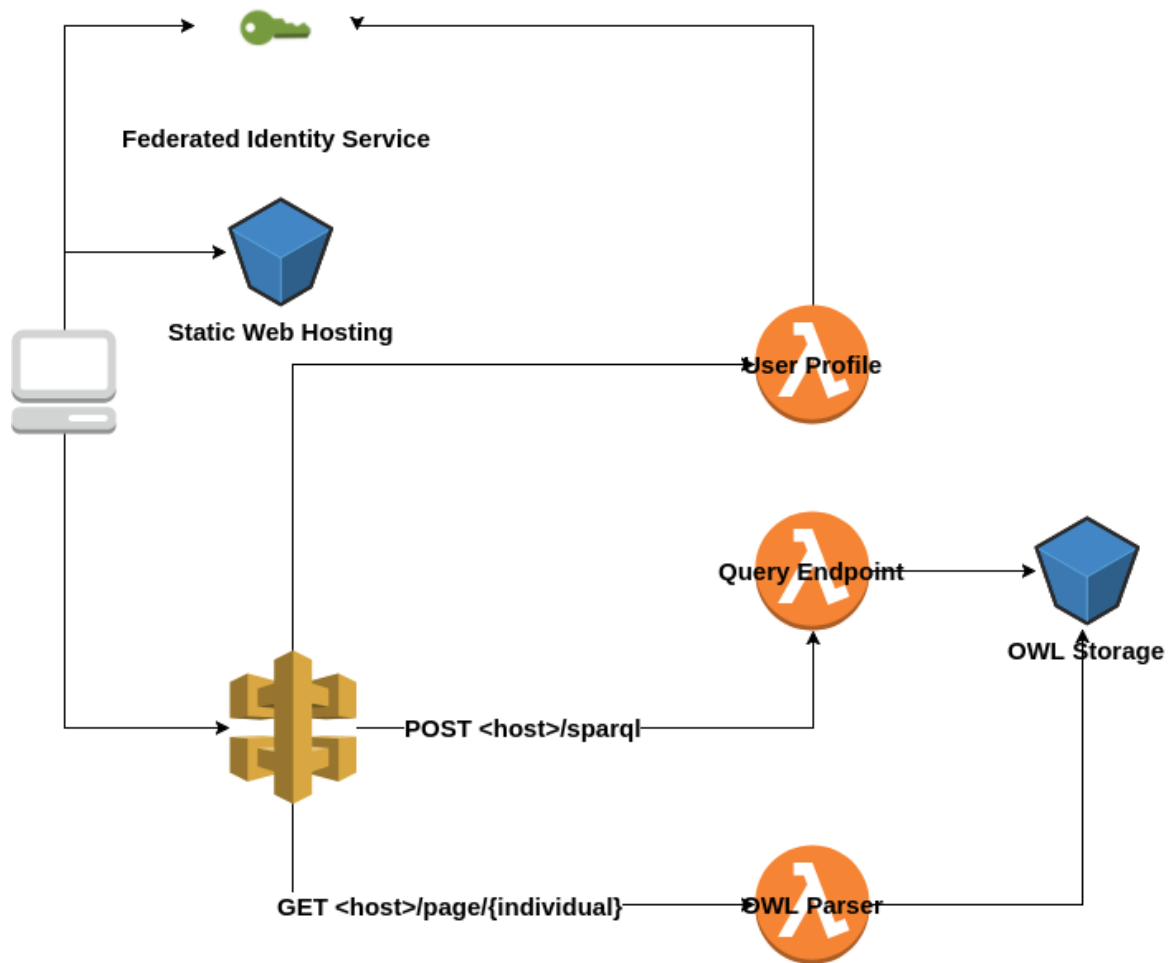 Federated Identity Service
Static Web Hosting
User Profile
Query Endpoint
OWL Storage
POST <host>/sparql
GET <host>/page/{individual}
OWL Parser